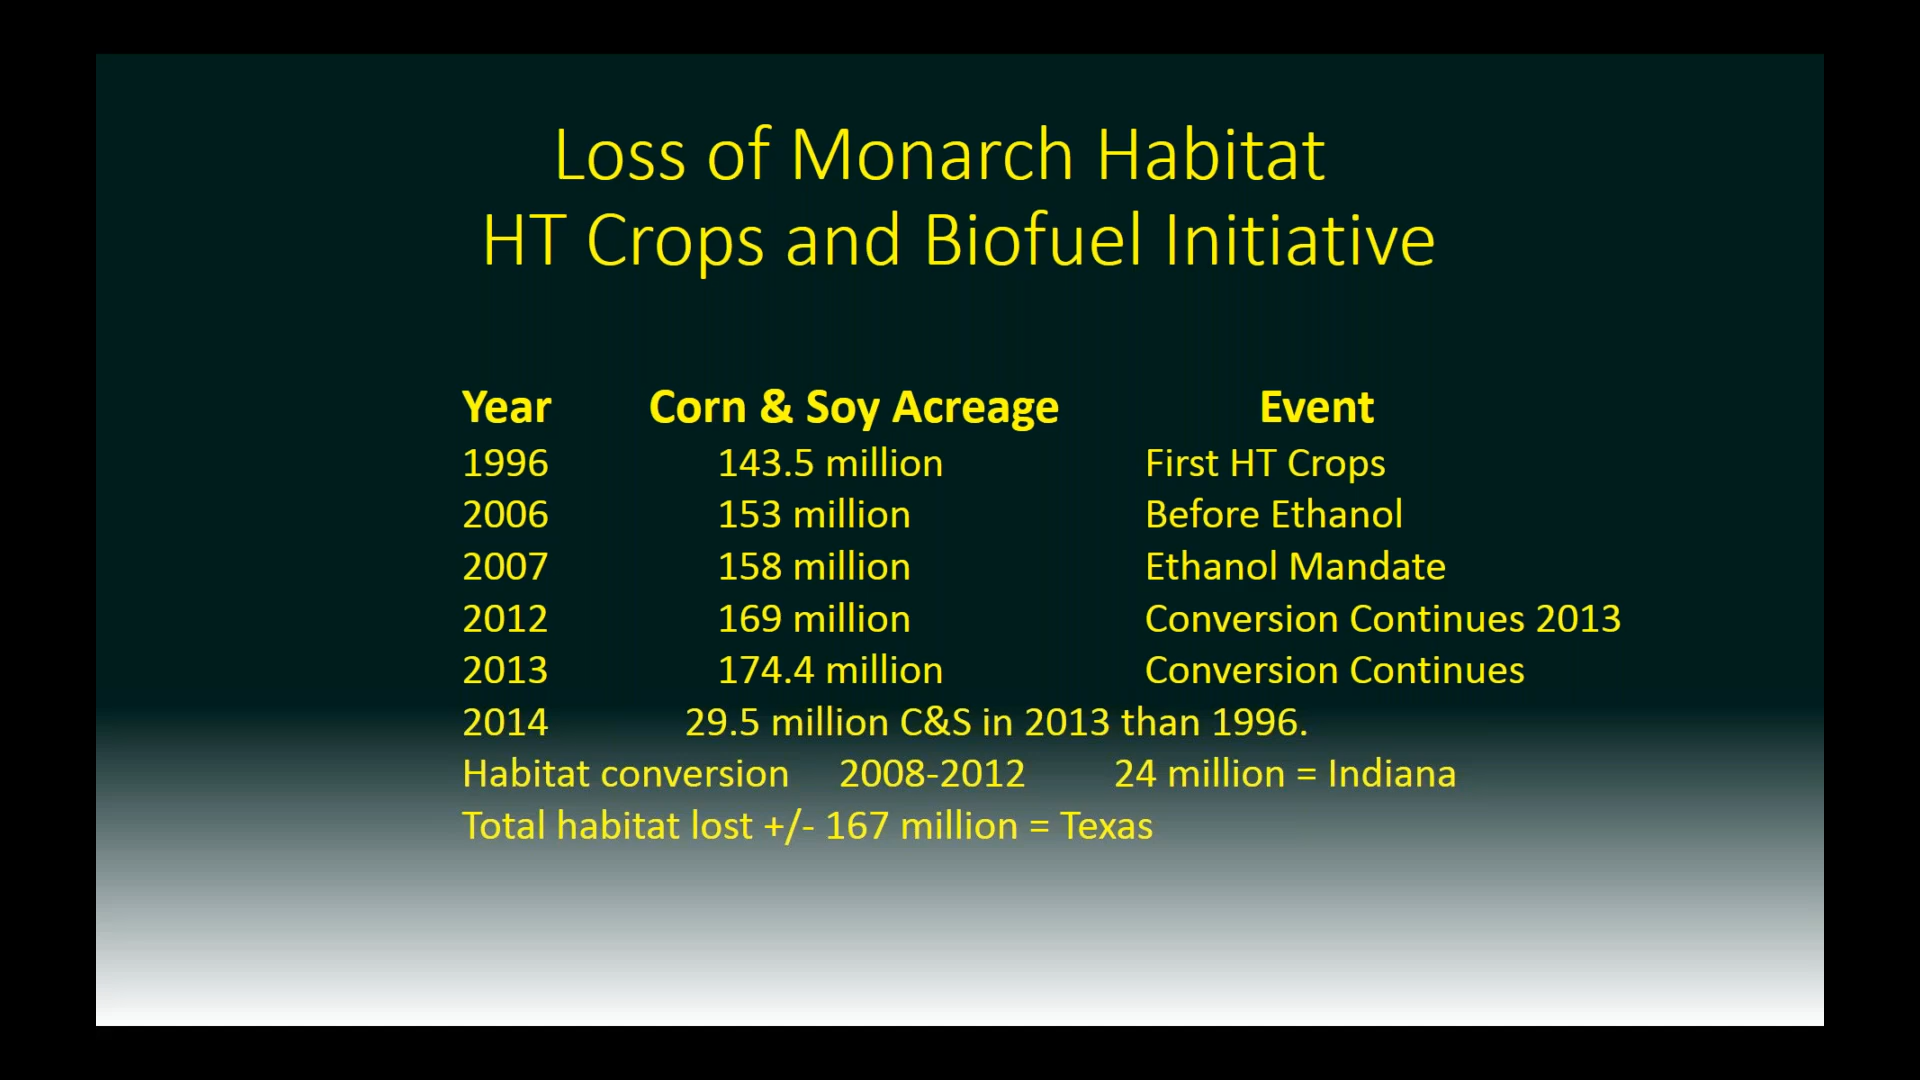 Loss of Monarch Habitat
HT Crops and Biofuel Initiative
Year Corn & Soy Acreage Event
1996 143.5 million First HT Crops
2006 153 million Before Ethanol
2007 158 million Ethanol Mandate
2012 169 million Conversion Continues 2013
2013 174.4 million Conversion Continues
2014 29.5 million C&S in 2013 than 1996.
Habitat conversion 2008-2012 24 million = Indiana
Total habitat lost +/- 167 million = Texas